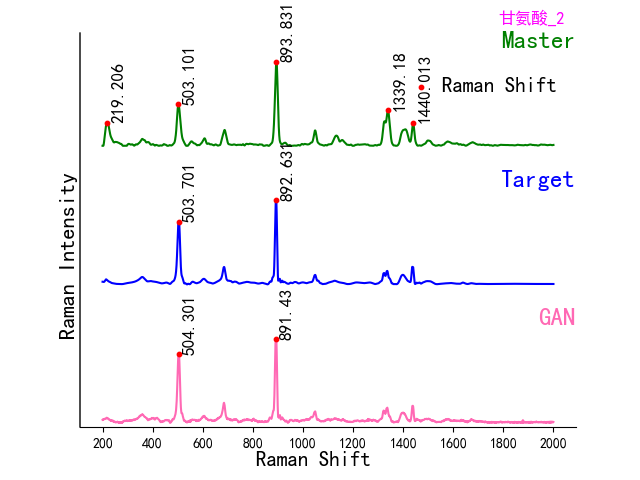 甘氨酸_2
Master
893.831
219.206
503.101
1339.18
1440.013
Raman Shift
Target
503.701
892.631
GAN
504.301
891.43
Raman Intensity
200 400 600 800 1000 1200 1400 1600 1800 2000
Raman Shift